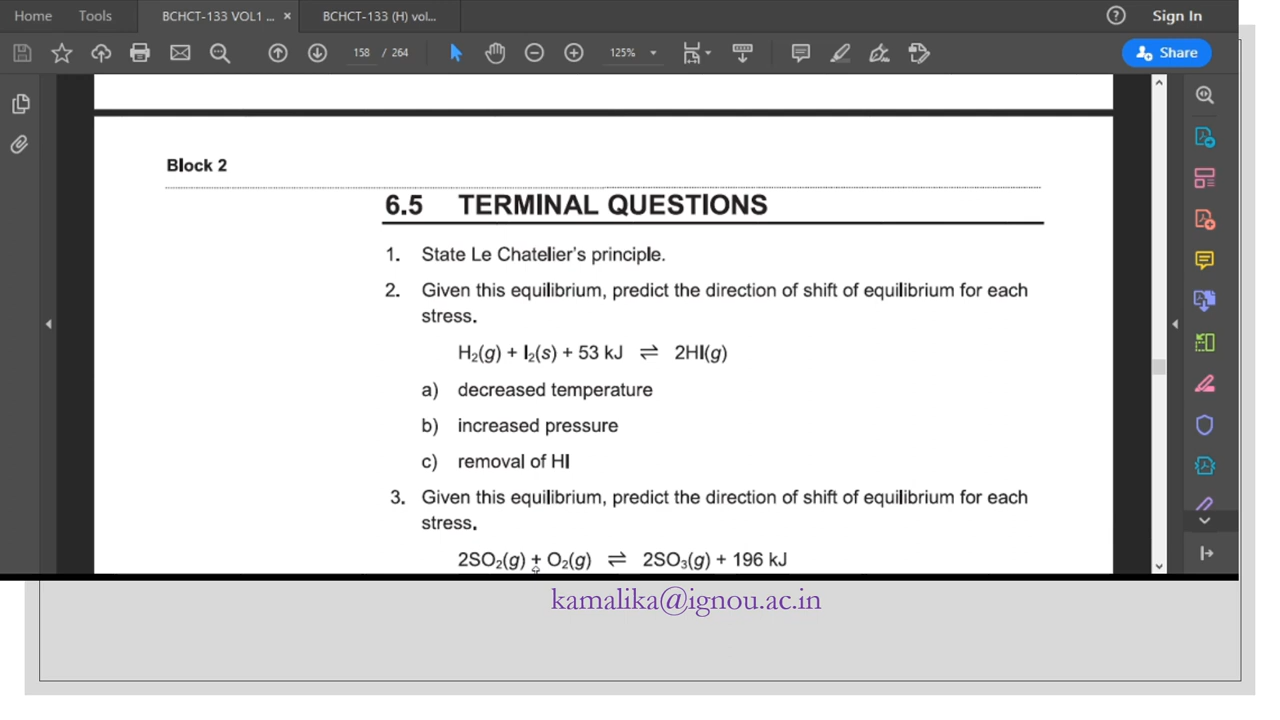 Home Tools BCHCT-133 VOL1 ... × BCHCT-133 (H) vol... Sign In
158 / 264 125% Share
Block 2
6.5 TERMINAL QUESTIONS
1. State Le Chatelier's principle.
2. Given this equilibrium, predict the direction of shift of equilibrium for each
stress.
H₂(g) + I₂(s) + 53 kJ ⇌ 2HI(g)
a) decreased temperature
b) increased pressure
c) removal of HI
3. Given this equilibrium, predict the direction of shift of equilibrium for each
stress.
2SO₂(g) + O₂(g) ⇌ 2SO₃(g) + 196 kJ
kamalika@ignou.ac.in